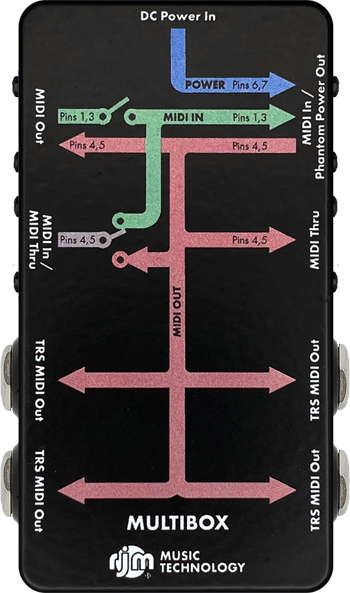 DC Power In
POWER Pins 6,7
MIDI Out
Pins 1,3
MIDI IN
Pins 1,3
MIDI In /
Phantom Power Out
Pins 4,5
Pins 4,5
MIDI In /
MIDI Thru
Pins 4,5
Pins 4,5
MIDI Thru
MIDI OUT
TRS MIDI Out
TRS MIDI Out
TRS MIDI Out
TRS MIDI Out
MULTIBOX
rjm MUSIC
TECHNOLOGY